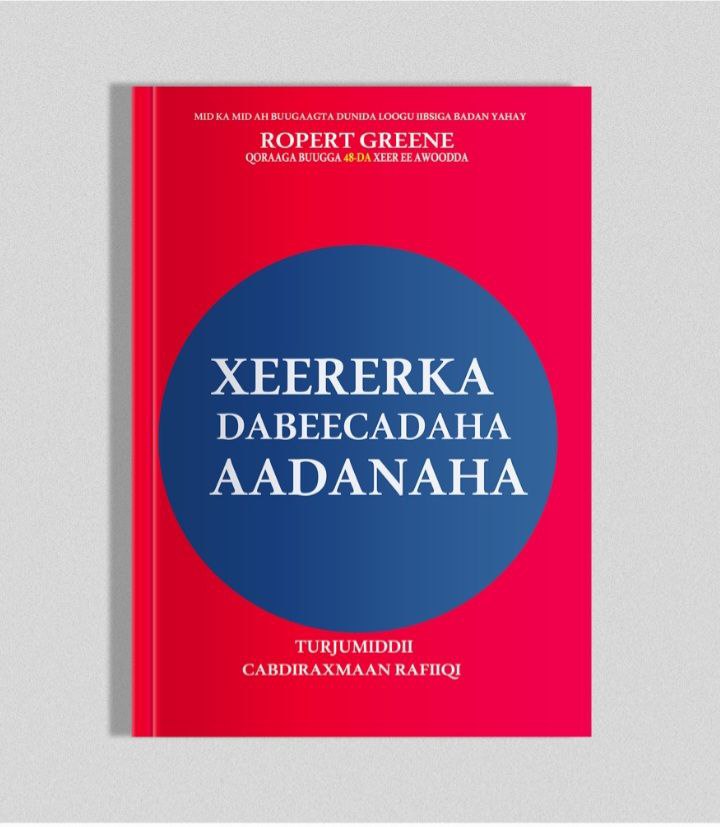 MID KA MID AH BUUGAAGTA DUNIDA LOOGU IIBSIGA BADAN YAHAY
ROPERT GREENE
QORAAGA BUUGGA 48-DA XEER EE AWOODDA
XEERERKA
DABEECADAHA
AADANAHA
TURJUMIDDII
CABDIRAXMAAN RAFIIQI